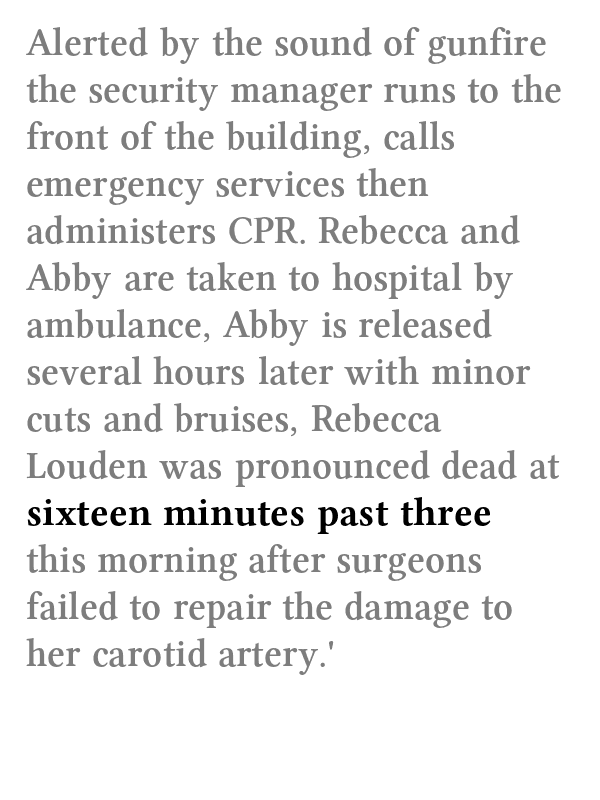 Alerted by the sound of gunfire
the security manager runs to the
front of the building, calls
emergency services then
administers CPR. Rebecca and
Abby are taken to hospital by
ambulance, Abby is released
several hours later with minor
cuts and bruises, Rebecca
Louden was pronounced dead at
sixteen minutes past three
this morning after surgeons
failed to repair the damage to
her carotid artery.'